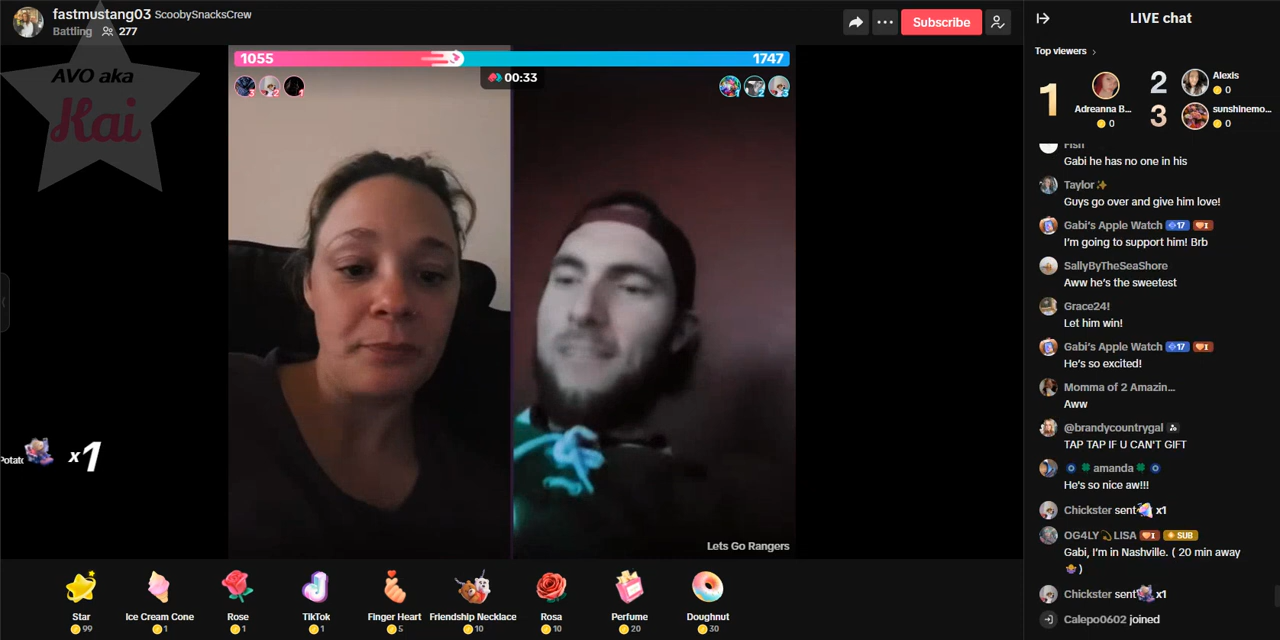 fastmustang03 ScoobySnacksCrew
Battling 277
Subscribe
AVO aka
Kai
1055
1747
00:33
x1
Lets Go Rangers
Star
99
Ice Cream Cone
1
Rose
1
TikTok
1
Finger Heart
5
Friendship Necklace
10
Rosa
10
Perfume
20
Doughnut
30
LIVE chat
Top viewers
1
Adreanna B...
0
2
Alexis
0
3
sunshinemo...
0
Fish
Gabi he has no one in his
Taylor✨
Guys go over and give him love!
Gabi's Apple Watch 17 I
I'm going to support him! Brb
SallyByTheSeaShore
Aww he's the sweetest
Grace24!
Let him win!
Gabi's Apple Watch 17 I
He's so excited!
Momma of 2 Amazin...
Aww
@brandycountrygal
TAP TAP IF U CAN'T GIFT
🧿🍀amanda🍀🧿
He's so nice aw!!!
Chickster sent x1
OG4LY💫LISA I SUB
Gabi, I'm in Nashville. ( 20 min away
🤷‍♀️ )
Chickster sent x1
Calepo0602 joined